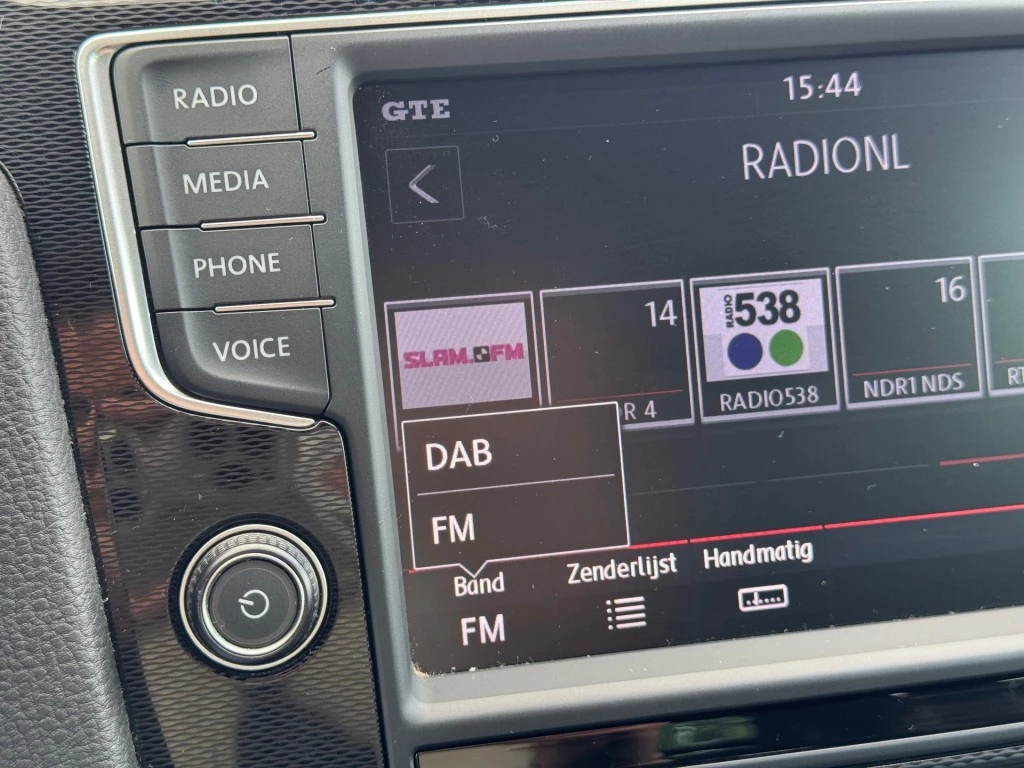 RADIO
MEDIA
PHONE
VOICE
GTE
15:44
RADIONL
SLAM.FM
14
R 4
RADIO
538
RADIO538
16
NDR1 NDS
DAB
FM
Band
FM
Zenderlijst
Handmatig